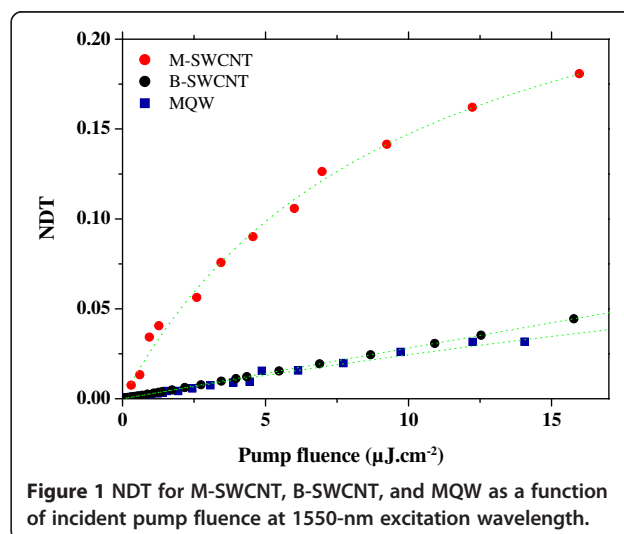 0.20
M-SWCNT
B-SWCNT
MQW
0.15
NDT
0.10
0.05
0.00
0 5 10 15
Pump fluence (µJ.cm-2)
Figure 1 NDT for M-SWCNT, B-SWCNT, and MQW as a function
of incident pump fluence at 1550-nm excitation wavelength.